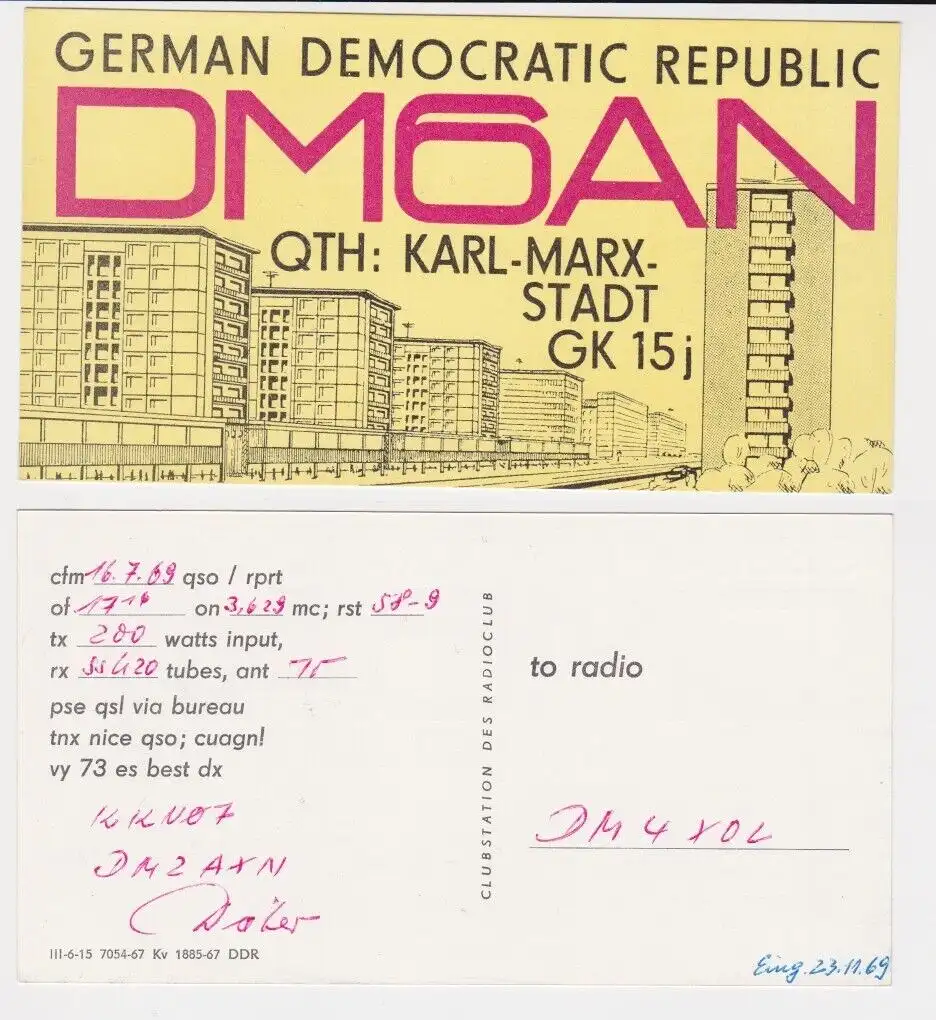 GERMAN DEMOCRATIC REPUBLIC
DM6AN
QTH: KARL-MARX-
STADT
GK 15j
cfm 16.7.69 qso / rprt
of 17 on 3,629 mc; rst 58-9
tx 200 watts input,
rx tubes, ant
pse qsl via bureau
tnx nice qso; cuagn!
vy 73 es best dx
KKN07
DM2AXN
III-6-15 7054-67 Kv 1885-67 DDR
CLUBSTATION DES RADIOCLUB
to radio
DM4XOL
Eing. 23.11.69